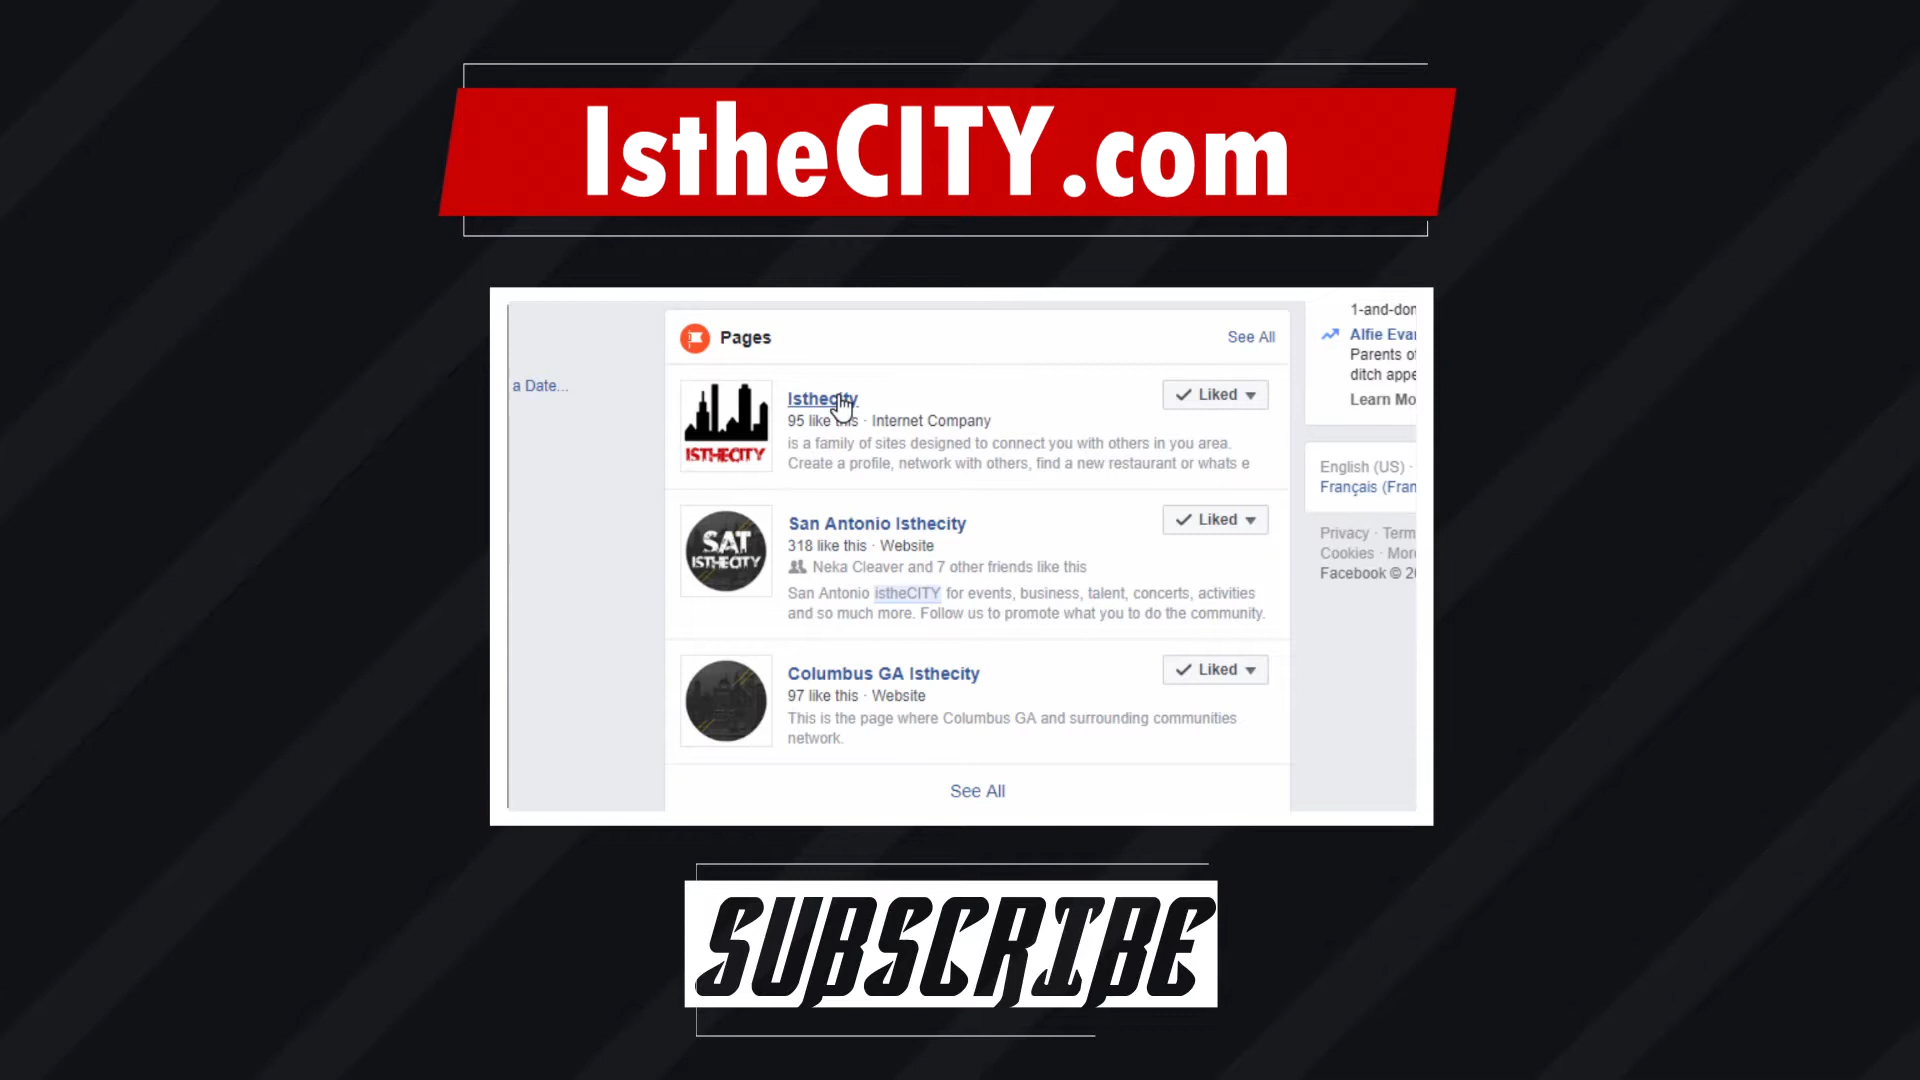 IstheCITY.com
Pages
See All
a Date...
ISTHECITY
Isthecity
95 like this · Internet Company
is a family of sites designed to connect you with others in you area.
Create a profile, network with others, find a new restaurant or whats e
Liked
SAT
ISTHECITY
San Antonio Isthecity
318 like this · Website
Neka Cleaver and 7 other friends like this
San Antonio istheCITY for events, business, talent, concerts, activities
and so much more. Follow us to promote what you to do the community.
Liked
Columbus GA Isthecity
97 like this · Website
This is the page where Columbus GA and surrounding communities
network.
Liked
See All
1-and-don
Alfie Evan
Parents of
ditch appe
Learn Mo
English (US) ·
Français (Fran
Privacy · Term
Cookies · More
Facebook © 20
SUBSCRIBE